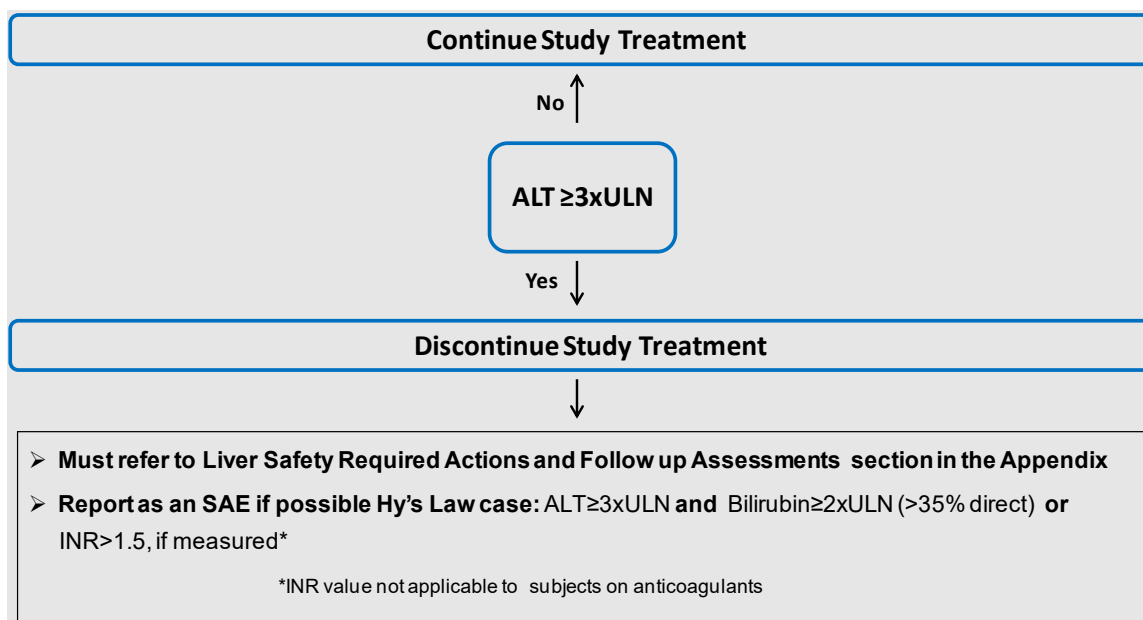 Continue Study Treatment
No
ALT ≥3xULN
Yes
Discontinue Study Treatment
➢ Must refer to Liver Safety Required Actions and Follow up Assessments section in the Appendix
➢ Report as an SAE if possible Hy's Law case: ALT≥3xULN and Bilirubin≥2xULN (>35% direct) or
INR>1.5, if measured*
*INR value not applicable to subjects on anticoagulants